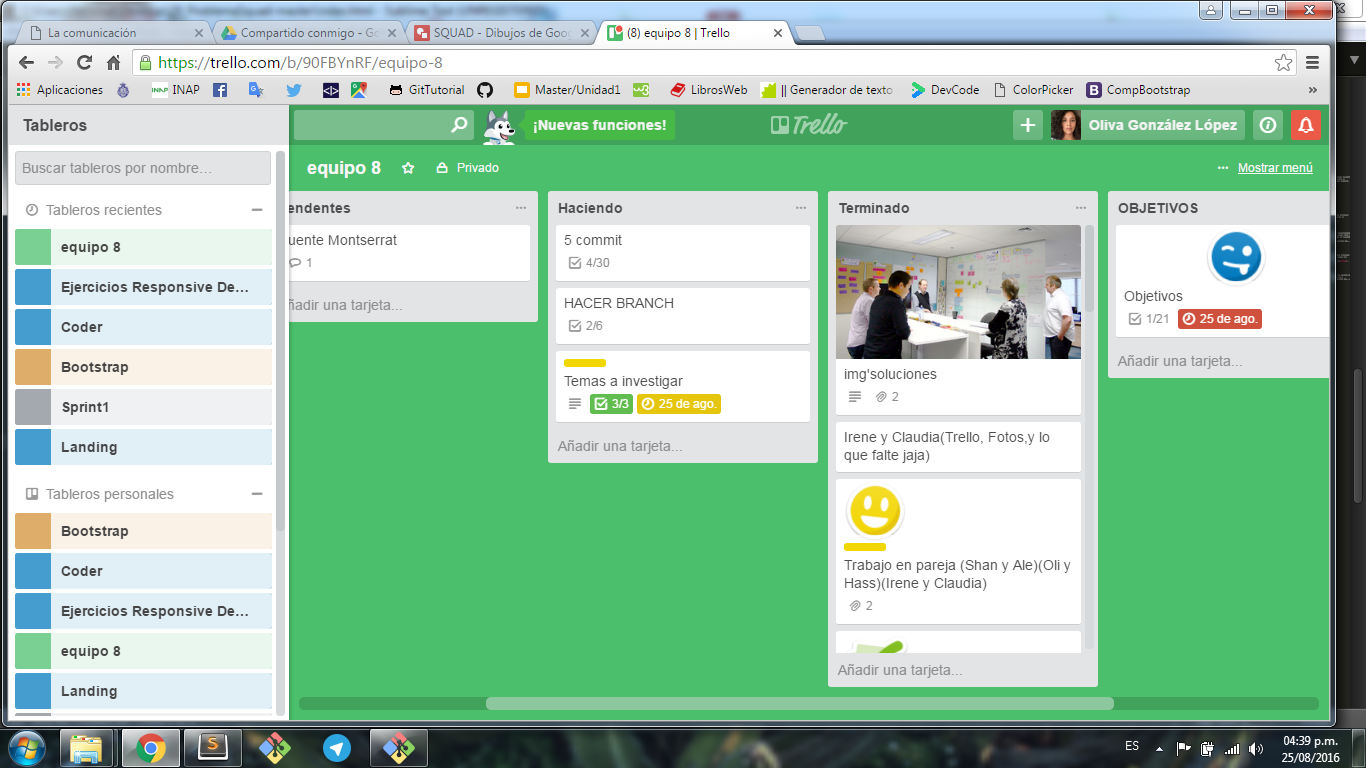 La comunicación
Compartido conmigo - Go
SQUAD - Dibujos de Goog
(8) equipo 8 | Trello
https://trello.com/b/90FBYnRF/equipo-8
Aplicaciones
INAP
GitTutorial
Master/Unidad1
w3
LibrosWeb
|| Generador de texto
DevCode
ColorPicker
B
CompBootstrap
»
Tableros
¡Nuevas funciones!
Trello
Oliva González López
Buscar tableros por nombre...
equipo 8
Privado
Mostrar menú
Tableros recientes
equipo 8
Ejercicios Responsive De...
Coder
Bootstrap
Sprint1
Landing
Tableros personales
Bootstrap
Coder
Ejercicios Responsive De...
equipo 8
Landing
endentes
uente Montserrat
1
ñadir una tarjeta...
Haciendo
5 commit
4/30
HACER BRANCH
2/6
Temas a investigar
3/3
25 de ago.
Añadir una tarjeta...
Terminado
img'soluciones
2
Irene y Claudia(Trello, Fotos,y lo
que falte jaja)
Trabajo en pareja (Shan y Ale)(Oli y
Hass)(Irene y Claudia)
2
Añadir una tarjeta...
OBJETIVOS
Objetivos
1/21
25 de ago.
Añadir una tarjeta...
ES
04:39 p.m.
25/08/2016